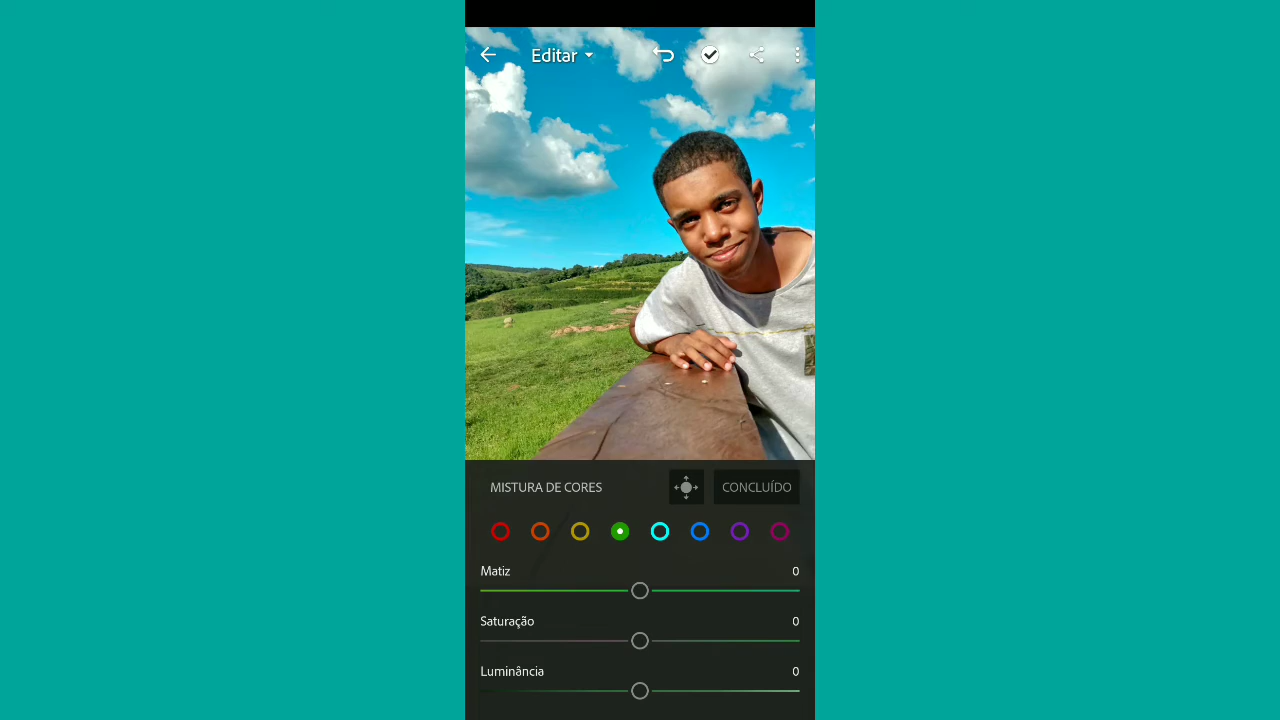 Editar
MISTURA DE CORES
CONCLUÍDO
Matiz 0
Saturação 0
Luminância 0